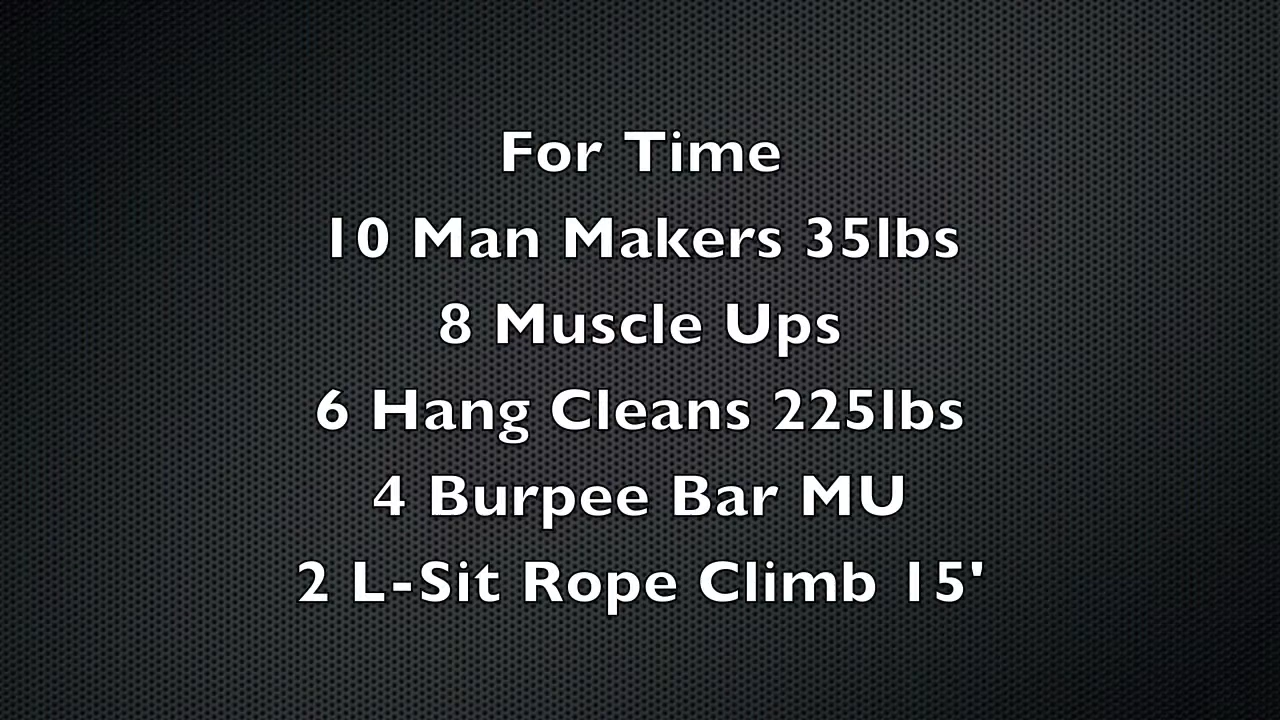 For Time
10 Man Makers 35lbs
8 Muscle Ups
6 Hang Cleans 225lbs
4 Burpee Bar MU
2 L-Sit Rope Climb 15'